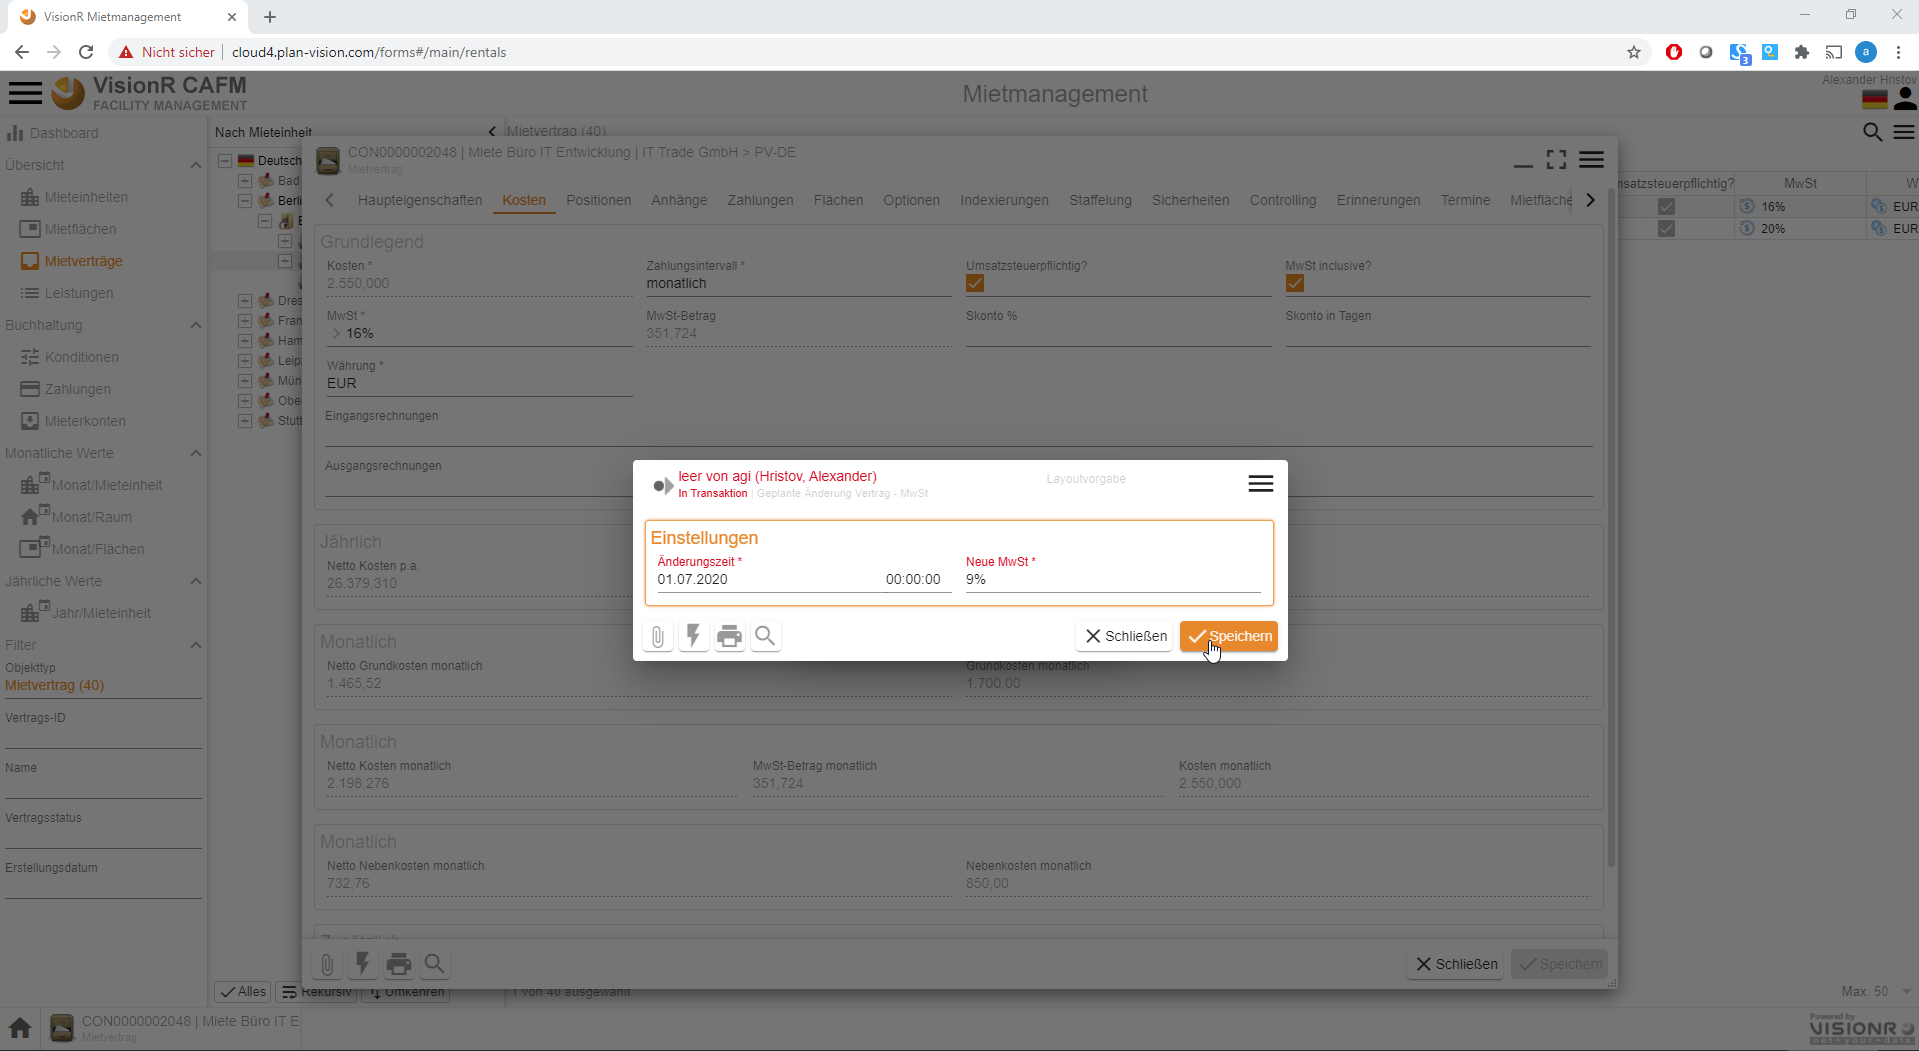 VisionR Mietmanagement
Nicht sicher | cloud4.plan-vision.com/forms#/main/rentals
3
a
VisionR CAFM
FACILITY MANAGEMENT
Mietmanagement
Alexander Hristov
Dashboard
Übersicht
Mieteinheiten
Mietflächen
Mietverträge
Leistungen
Buchhaltung
Konditionen
Zahlungen
Mieterkonten
Monatliche Werte
Monat/Mieteinheit
Monat/Raum
Monat/Flächen
Jährliche Werte
Jahr/Mieteinheit
Filter
Objekttyp
Mietvertrag (40)
Vertrags-ID
Name
Vertragsstatus
Erstellungsdatum
Nach Mieteinheit
Deutsch
Bad
Berli
Dres
Fran
Ham
Leip
Mün
Obe
Stutt
Alles
Rekursiv
Umkehren
Mietvertrag (40)
1 von 40 ausgewählt
Max. 50
msatzsteuerpflichtig? MwSt W
16% EUR
20% EUR
CON0000002048 | Miete Büro IT Entwicklung | IT Trade GmbH > PV-DE
Mietvertrag
Haupteigenschaften Kosten Positionen Anhänge Zahlungen Flächen Optionen Indexierungen Staffelung Sicherheiten Controlling Erinnerungen Termine Mietfläche
Grundlegend
Kosten * Zahlungsintervall * Umsatzsteuerpflichtig? MwSt inclusive?
2.550,000 monatlich
MwSt * MwSt-Betrag Skonto % Skonto in Tagen
16% 351,724
Währung *
EUR
Eingangsrechnungen
Ausgangsrechnungen
Jährlich
Netto Kosten p.a.
26.379,310
Monatlich
Netto Grundkosten monatlich Grundkosten monatlich
1.465,52 1.700,00
Monatlich
Netto Kosten monatlich MwSt-Betrag monatlich Kosten monatlich
2.198,276 351,724 2.550,000
Monatlich
Netto Nebenkosten monatlich Nebenkosten monatlich
732,76 850,00
Schließen Speichern
leer von agi (Hristov, Alexander)
In Transaktion | Geplante Änderung Vertrag - MwSt
Layoutvorgabe
Einstellungen
Änderungszeit * Neue MwSt *
01.07.2020 00:00:00 9%
Schließen Speichern
CON0000002048 | Miete Büro IT E
Mietvertrag
Powered by
VISIONR
net•your•data